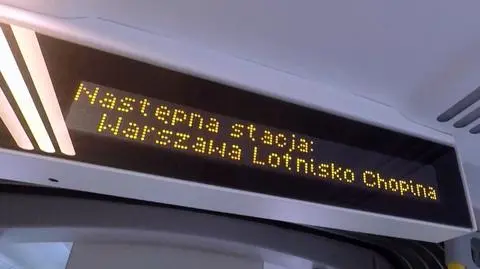 Następna stacja:
Warszawa Lotnisko Chopina